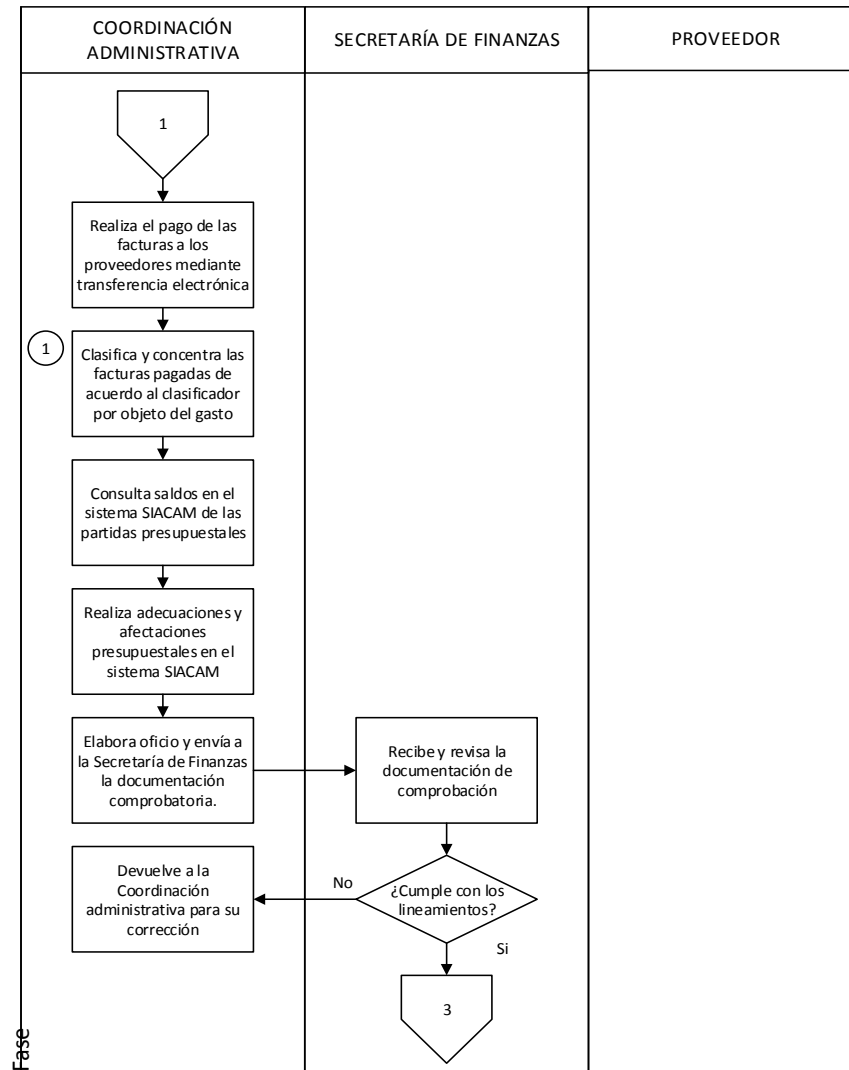 COORDINACIÓN
ADMINISTRATIVA
SECRETARÍA DE FINANZAS
PROVEEDOR
1
Realiza el pago de las
facturas a los
proveedores mediante
transferencia electrónica
1
Clasifica y concentra las
facturas pagadas de
acuerdo al clasificador
por objeto del gasto
Consulta saldos en el
sistema SIACAM de las
partidas presupuestales
Realiza adecuaciones y
afectaciones
presupuestales en el
sistema SIACAM
Elabora oficio y envía a
la Secretaría de Finanzas
la documentación
comprobatoria.
Recibe y revisa la
documentación de
comprobación
¿Cumple con los
lineamientos?
No
Devuelve a la
Coordinación
administrativa para su
corrección
Si
3
Fase